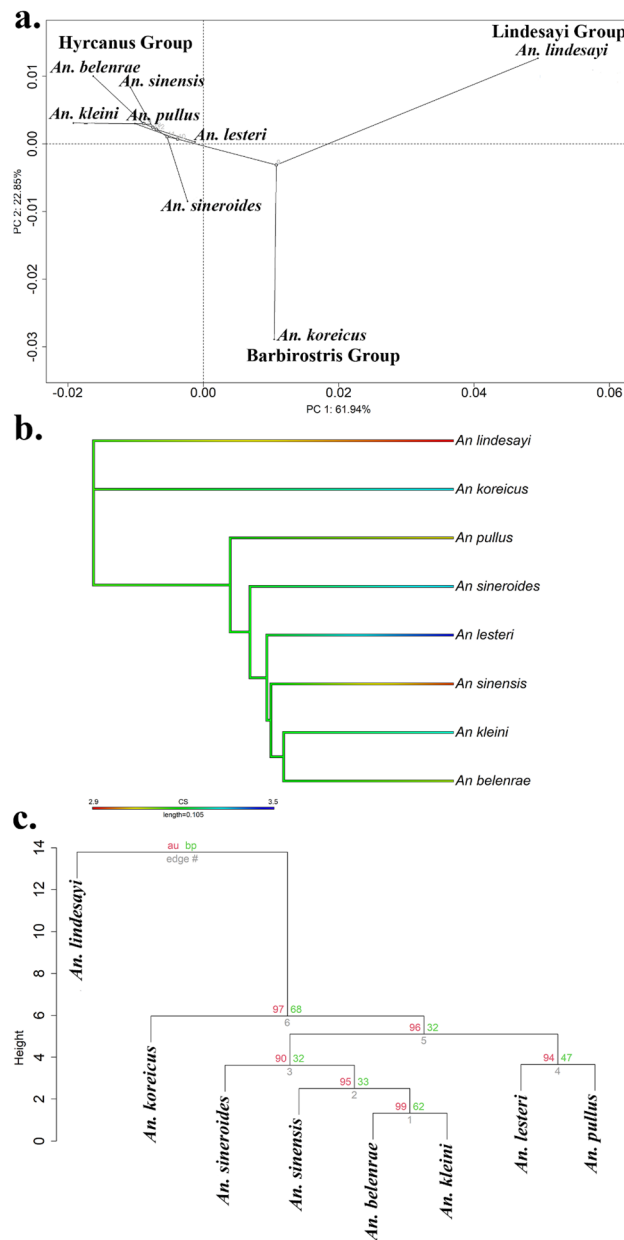 a.
Hyrcanus Group
Lindesayi Group
An. belenrae
An. sinensis
An. lindesayi
An. kleini
An. pullus
An. lesteri
An. sineroides
An. koreicus
Barbirostris Group
PC 2: 22.85%
0.01
0.00
-0.01
-0.02
-0.03
-0.02 0.00 0.02 0.04 0.06
PC 1: 61.94%
b.
An lindesayi
An koreicus
An pullus
An sineroides
An lesteri
An sinensis
An kleini
An belenrae
2.9 CS 3.5
length=0.105
c.
Height
14
12
10
8
6
4
2
0
au bp
edge #
97 68
6
96 32
5
90 32
3
94 47
4
95 33
2
99 62
1
An. lindesayi
An. koreicus
An. sineroides
An. sinensis
An. belenrae
An. kleini
An. lesteri
An. pullus